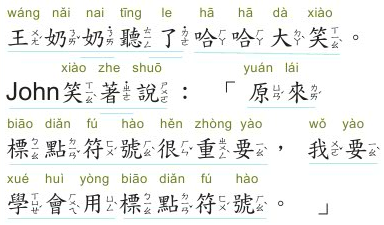 wáng nǎi nai tīng le hā hā dà xiào
王奶奶聽了哈哈大笑。
xiào zhe shuō yuán lái
John笑著說：「原來
biāo diǎn fú hào hěn zhòng yào wǒ yào
標點符號很重要，我要
xué huì yòng biāo diǎn fú hào
學會用標點符號。」